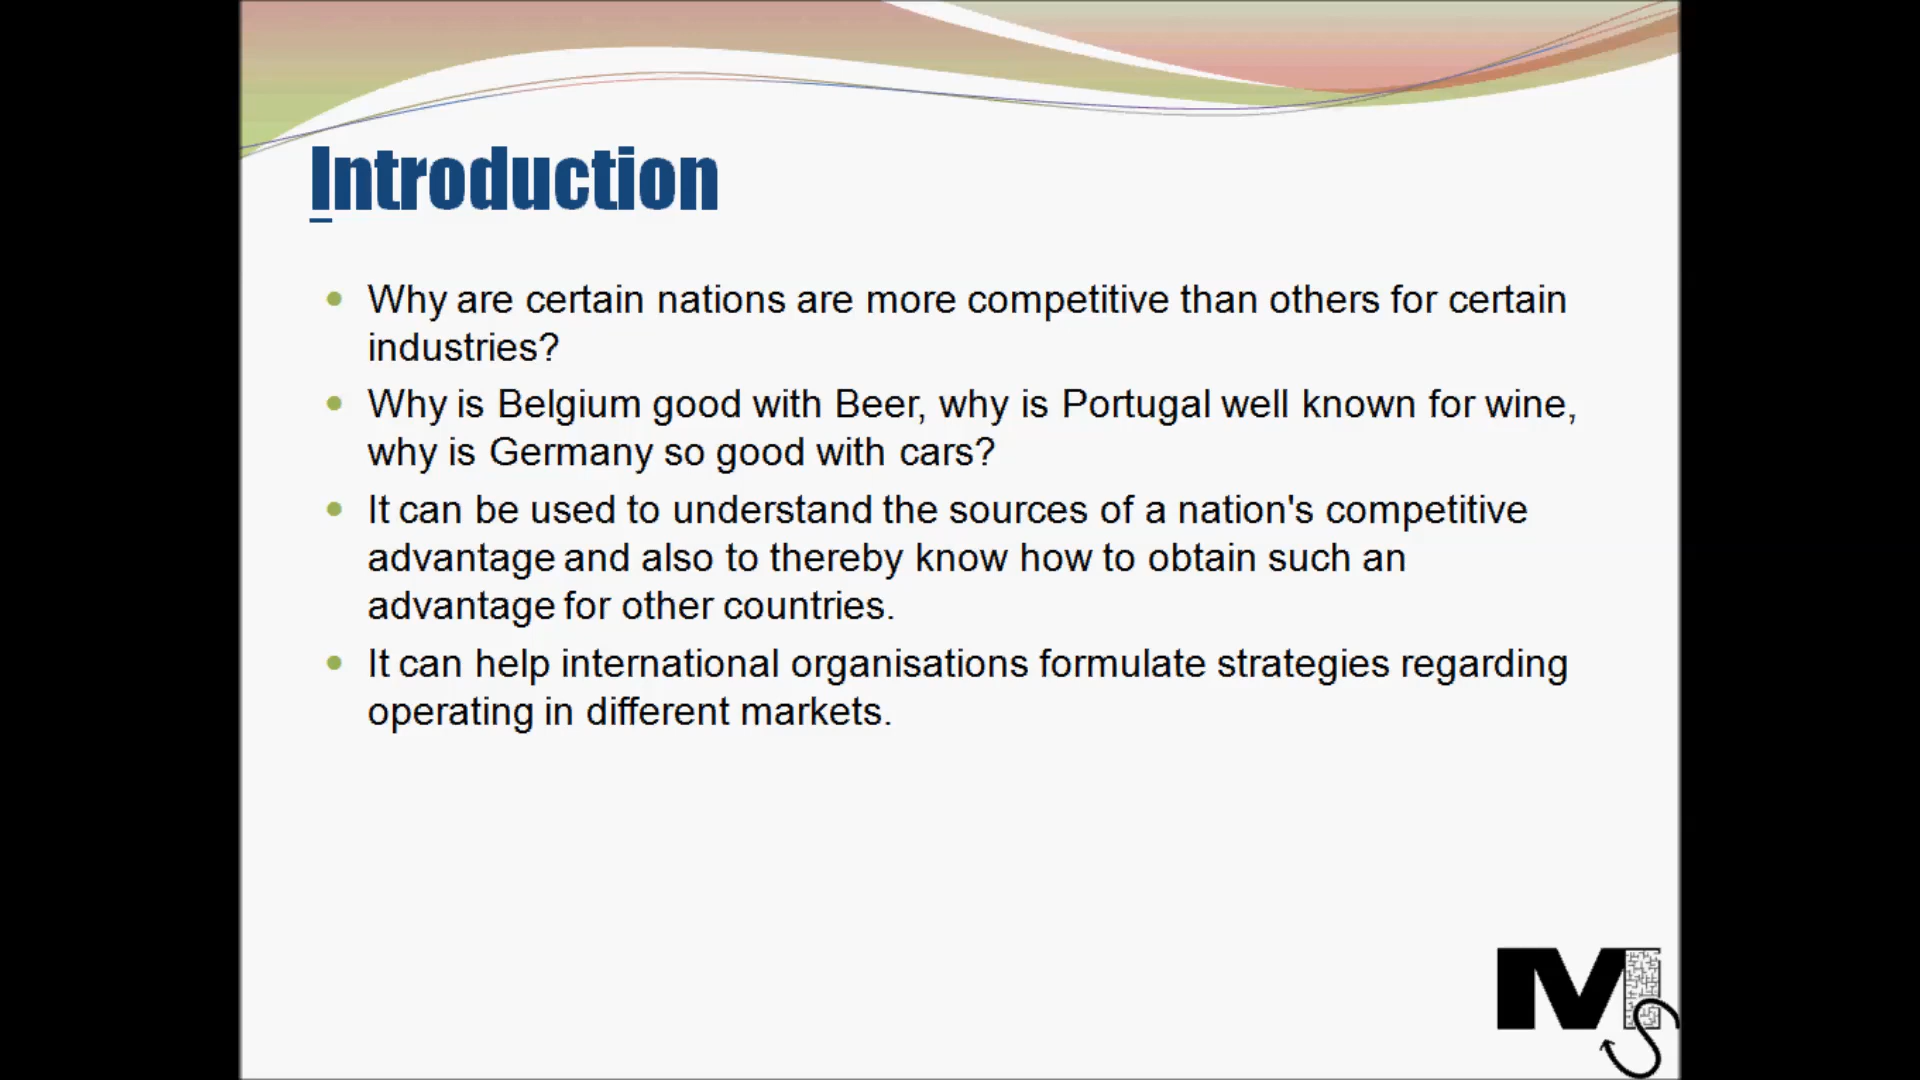 Introduction
Why are certain nations are more competitive than others for certain
industries?
Why is Belgium good with Beer, why is Portugal well known for wine,
why is Germany so good with cars?
It can be used to understand the sources of a nation's competitive
advantage and also to thereby know how to obtain such an
advantage for other countries.
It can help international organisations formulate strategies regarding
operating in different markets.
MS